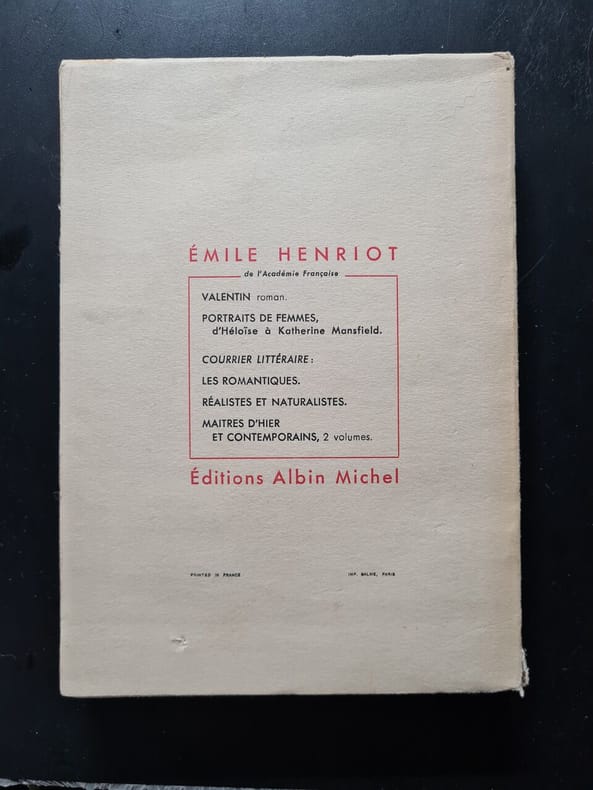 ÉMILE HENRIOT
de l'Académie Française
VALENTIN roman.
PORTRAITS DE FEMMES,
d'Héloïse à Katherine Mansfield.
COURRIER LITTÉRAIRE :
LES ROMANTIQUES.
RÉALISTES ET NATURALISTES.
MAITRES D'HIER
ET CONTEMPORAINS, 2 volumes.
Éditions Albin Michel
PRINTED IN FRANCE
IMP. BALME, PARIS